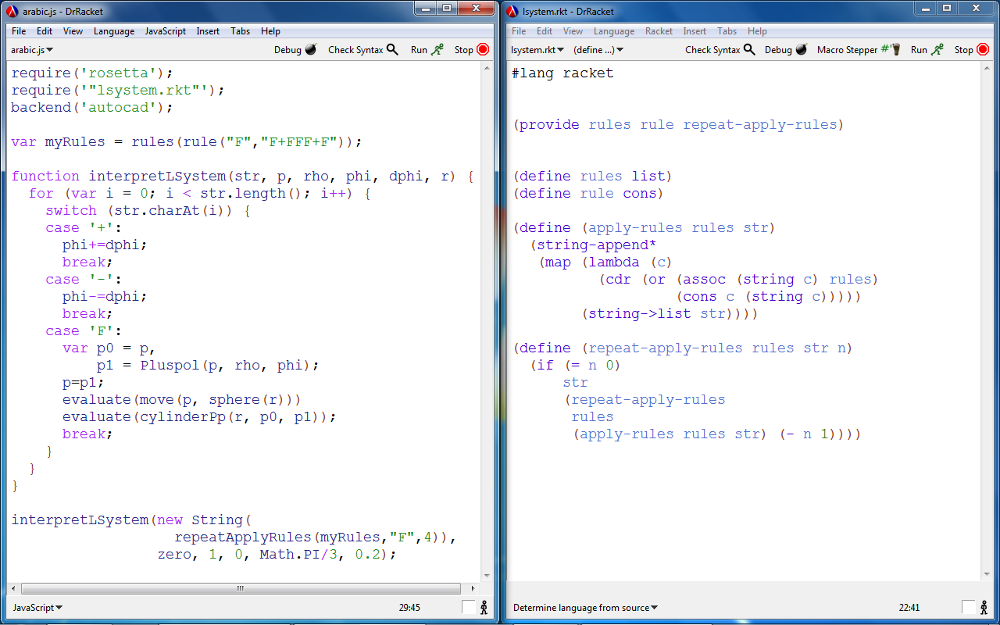 arabic.js - DrRacket
File Edit View Language JavaScript Insert Tabs Help
arabic.js Debug Check Syntax Run Stop
require('rosetta');
require('"lsystem.rkt"');
backend('autocad');
var myRules = rules(rule("F","F+FFF+F"));
function interpretLSystem(str, p, rho, phi, dphi, r) {
  for (var i = 0; i < str.length(); i++) {
    switch (str.charAt(i)) {
    case '+':
      phi+=dphi;
      break;
    case '-':
      phi-=dphi;
      break;
    case 'F':
      var p0 = p,
          p1 = Pluspol(p, rho, phi);
      p=p1;
      evaluate(move(p, sphere(r)))
      evaluate(cylinderPp(r, p0, p1));
      break;
    }
  }
}
interpretLSystem(new String(
                   repeatApplyRules(myRules,"F",4)),
                 zero, 1, 0, Math.PI/3, 0.2);
JavaScript 29:45
lsystem.rkt - DrRacket
File Edit View Language Racket Insert Tabs Help
lsystem.rkt (define ...) Check Syntax Debug Macro Stepper #' Run Stop
#lang racket
(provide rules rule repeat-apply-rules)
(define rules list)
(define rule cons)
(define (apply-rules rules str)
  (string-append*
   (map (lambda (c)
          (cdr (or (assoc (string c) rules)
                   (cons c (string c)))))
        (string->list str))))
(define (repeat-apply-rules rules str n)
  (if (= n 0)
      str
      (repeat-apply-rules
       rules
       (apply-rules rules str) (- n 1))))
Determine language from source 22:41